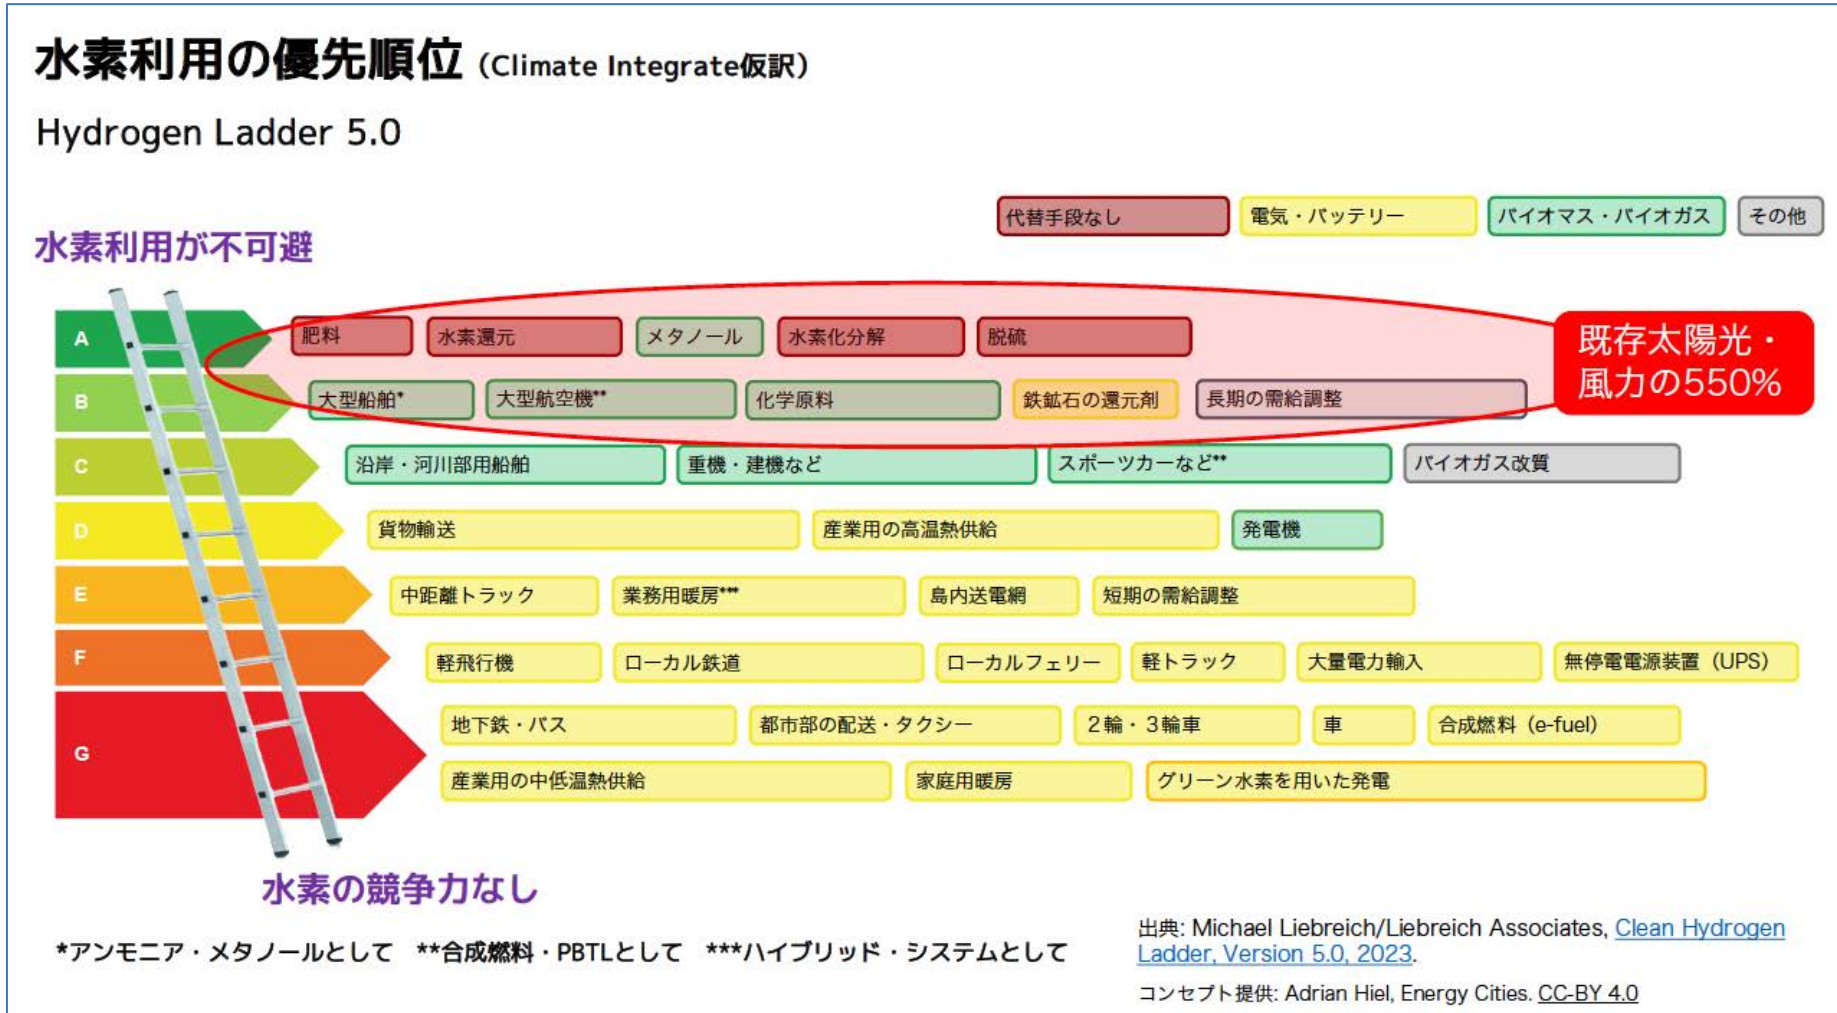 水素利用の優先順位（Climate Integrate仮訳）
Hydrogen Ladder 5.0
代替手段なし 電気・バッテリー バイオマス・バイオガス その他
水素利用が不可避
A 肥料 水素還元 メタノール 水素化分解 脱硫
既存太陽光・
風力の550%
B 大型船舶* 大型航空機** 化学原料 鉄鉱石の還元剤 長期の需給調整
C 沿岸・河川部用船舶 重機・建機など スポーツカーなど** バイオガス改質
D 貨物輸送 産業用の高温熱供給 発電機
E 中距離トラック 業務用暖房*** 島内送電網 短期の需給調整
F 軽飛行機 ローカル鉄道 ローカルフェリー 軽トラック 大量電力輸入 無停電電源装置（UPS）
G 地下鉄・バス 都市部の配送・タクシー ２輪・３輪車 車 合成燃料（e-fuel）
産業用の中低温熱供給 家庭用暖房 グリーン水素を用いた発電
水素の競争力なし
*アンモニア・メタノールとして **合成燃料・PBTLとして ***ハイブリッド・システムとして
出典: Michael Liebreich/Liebreich Associates, Clean Hydrogen
Ladder, Version 5.0, 2023.
コンセプト提供: Adrian Hiel, Energy Cities. CC-BY 4.0